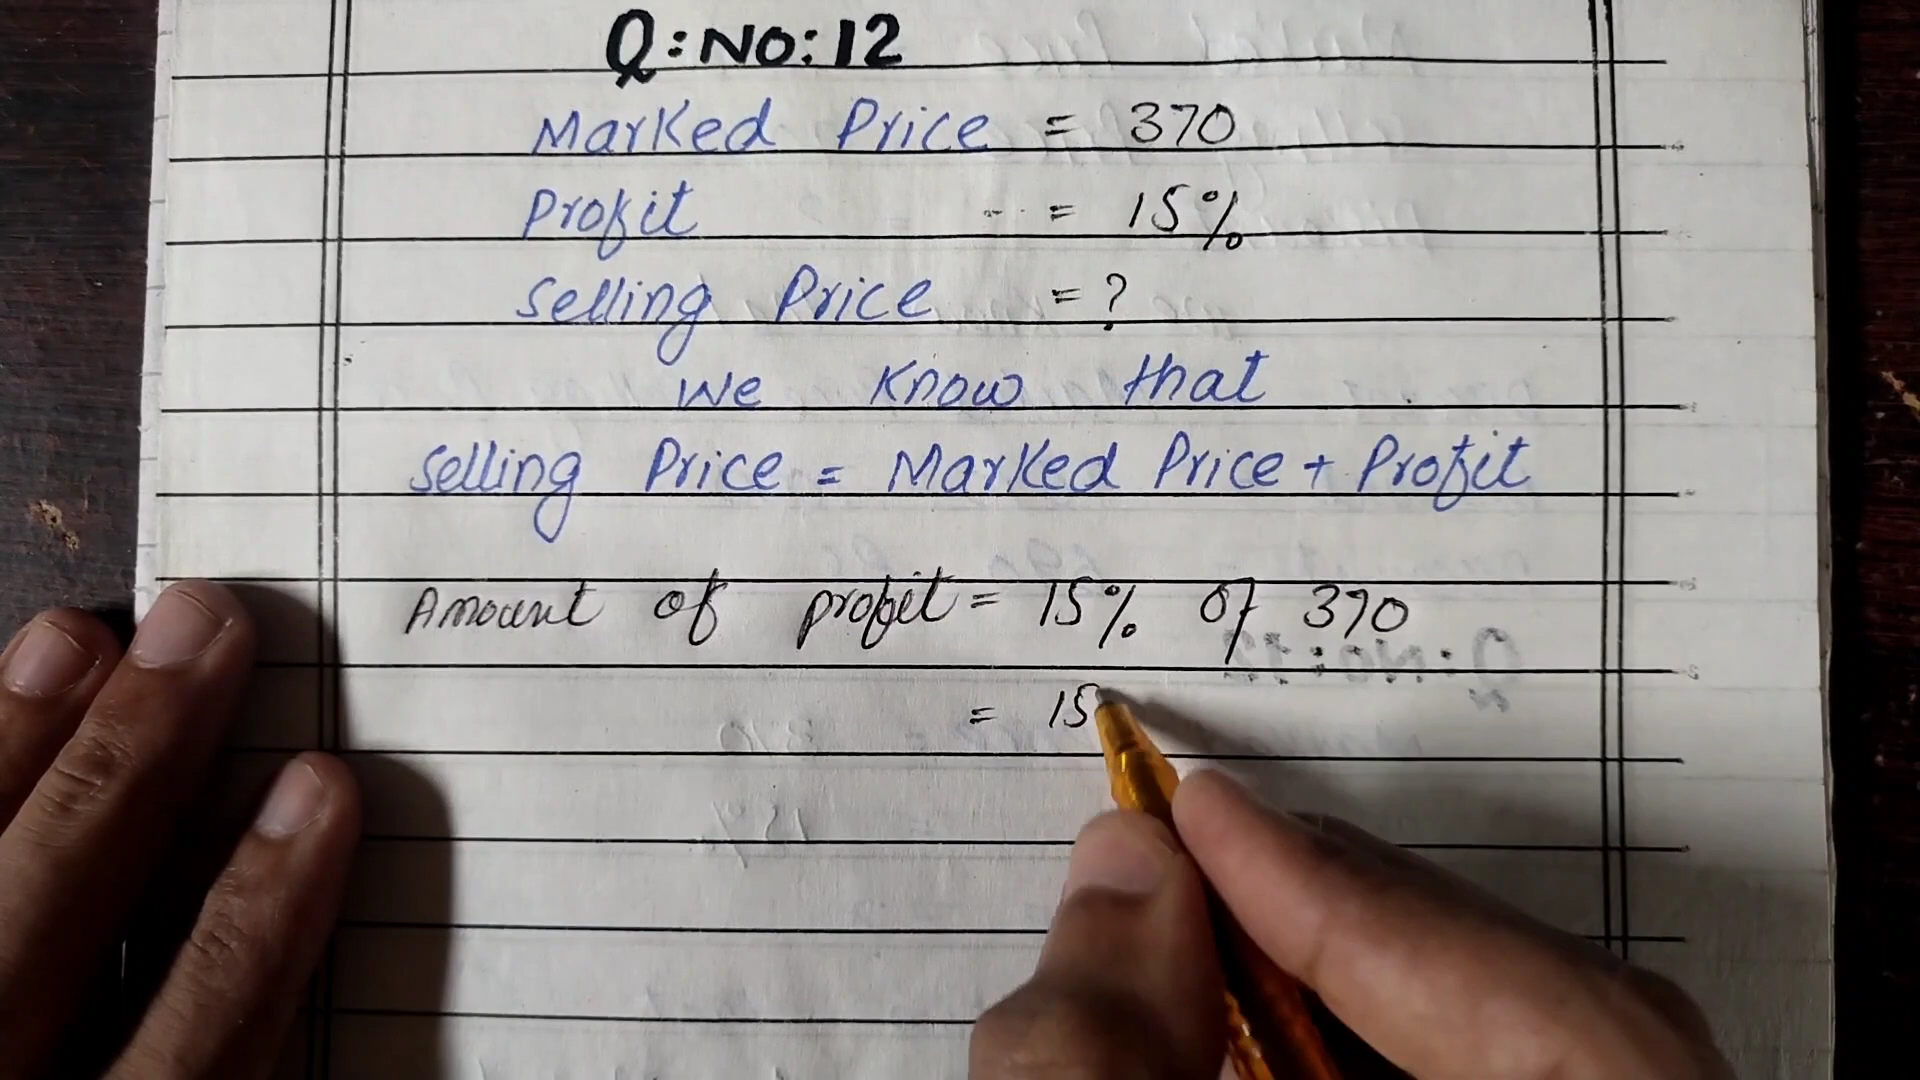 Q:NO:12
Marked Price = 370
Profit -- = 15%
Selling Price = ?
We Know that
Selling Price = Marked Price + Profit
Amount of profit = 15% of 370
= 15